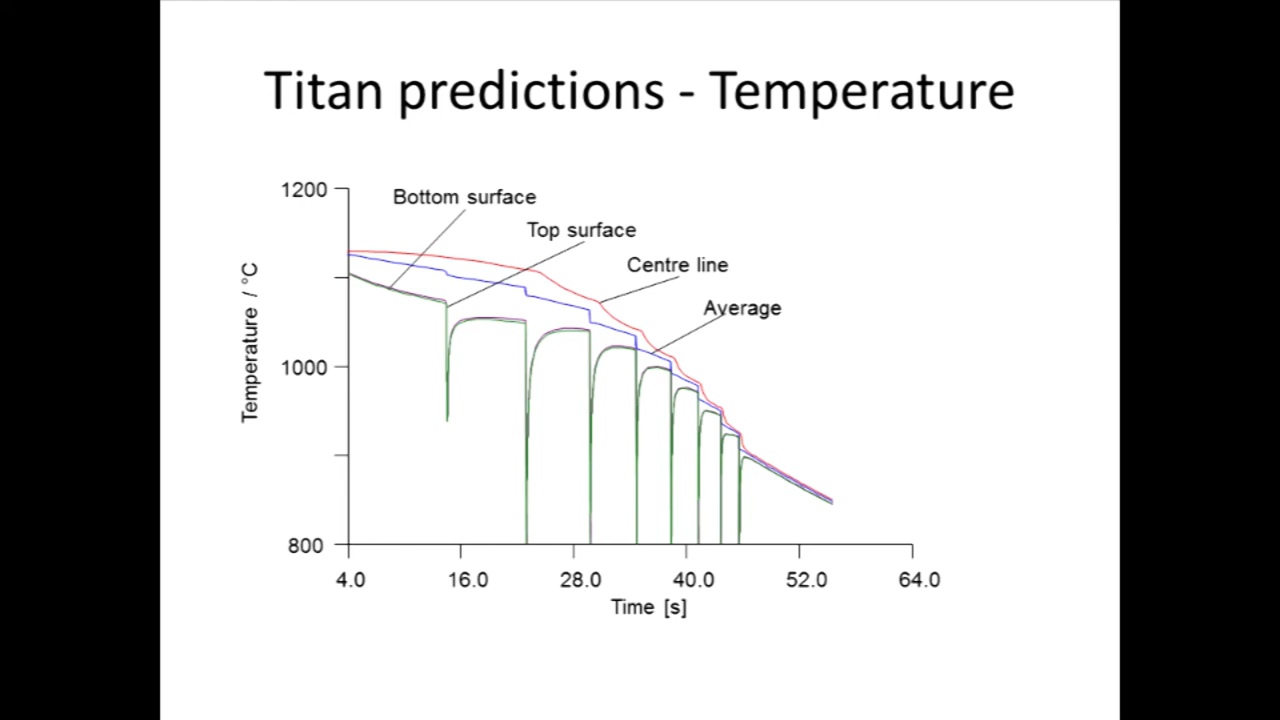 Titan predictions - Temperature
1200
Bottom surface
Top surface
Centre line
Average
Temperature / °C
1000
800
4.0 16.0 28.0 40.0 52.0 64.0
Time [s]